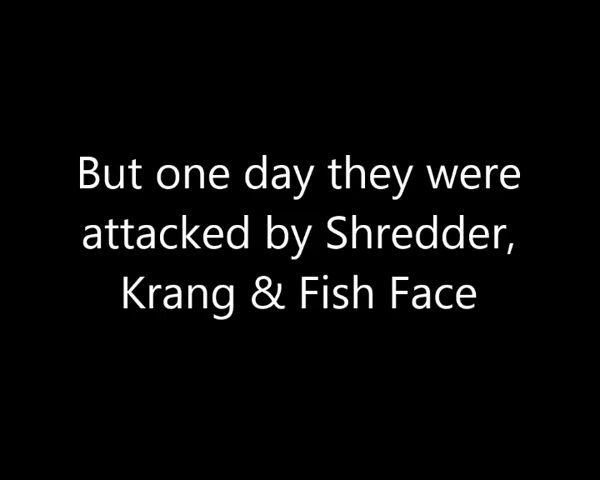 But one day they were
attacked by Shredder,
Krang & Fish Face